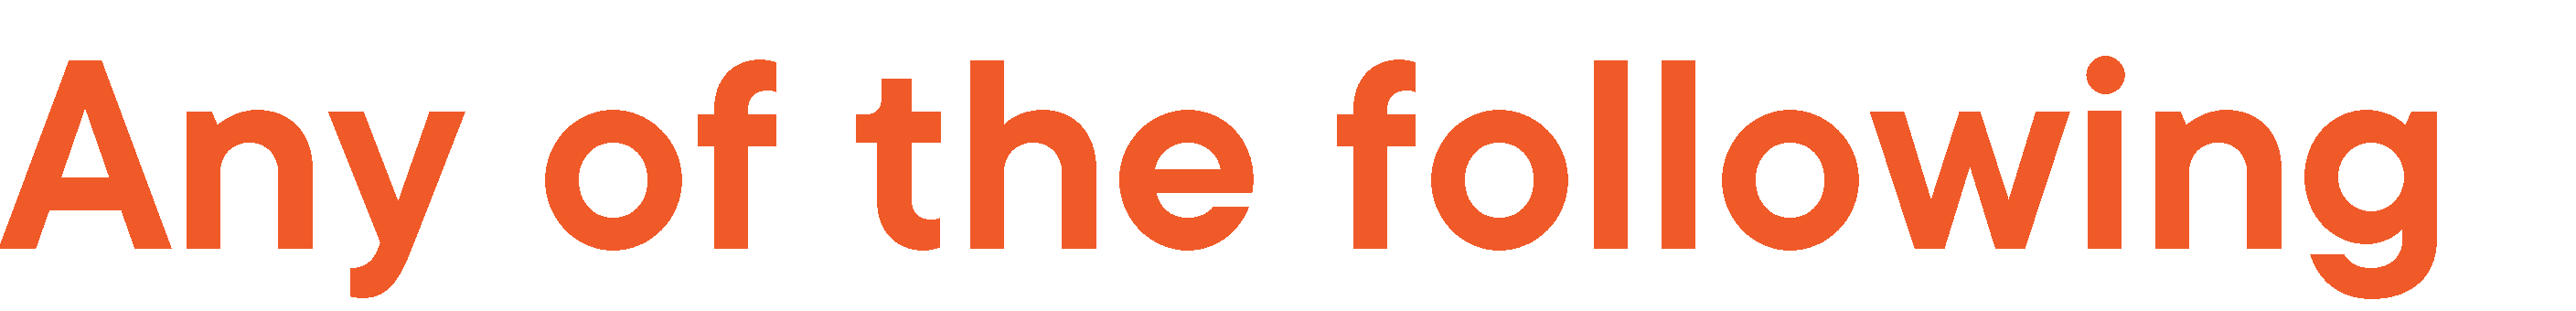 Any of the following